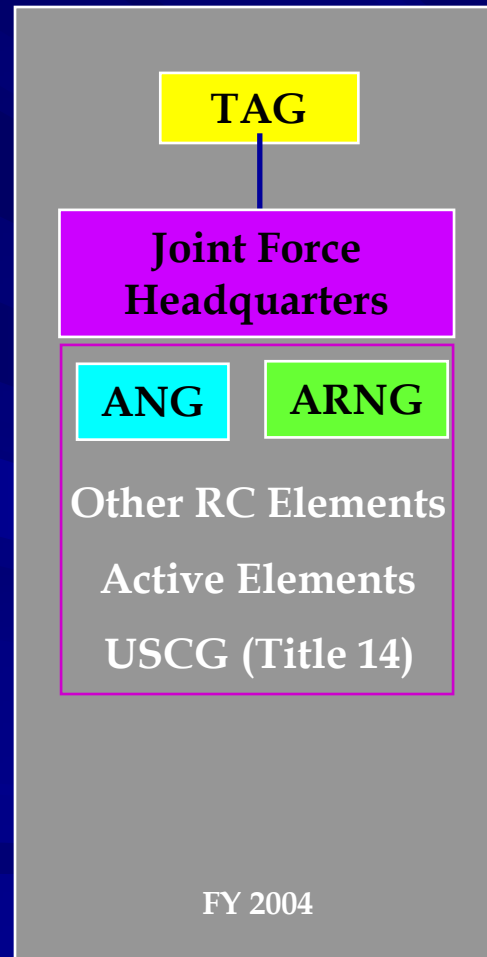 TAG
Joint Force
Headquarters
ANG ARNG
Other RC Elements
Active Elements
USCG (Title 14)
FY 2004